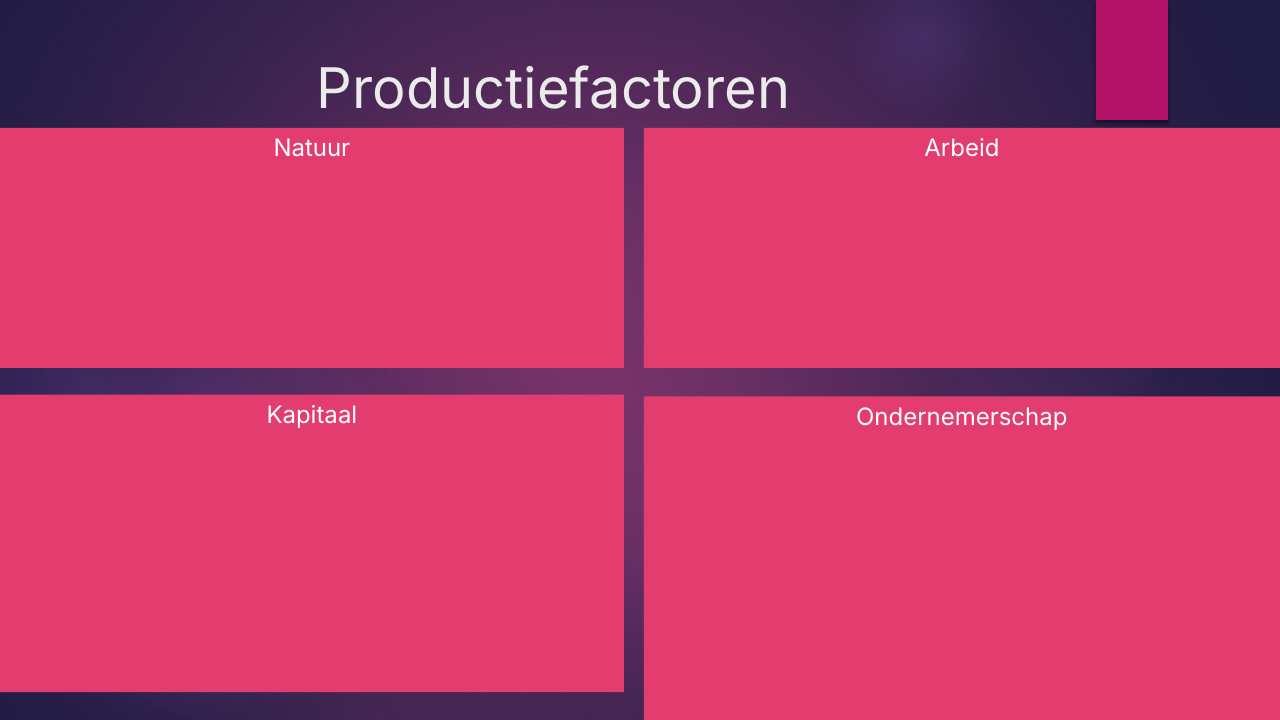 Productiefactoren
Natuur
Arbeid
Kapitaal
Ondernemerschap